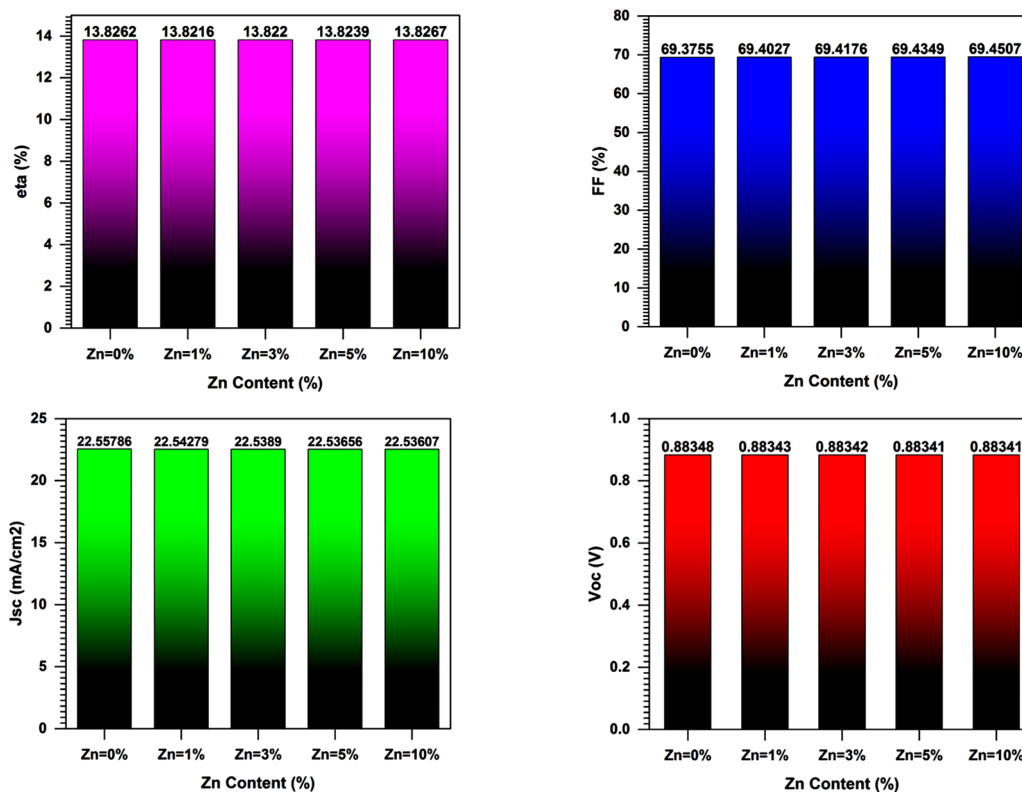 14
12
10
8
6
4
2
0
eta (%)
13.8262 13.8216 13.822 13.8239 13.8267
Zn=0% Zn=1% Zn=3% Zn=5% Zn=10%
Zn Content (%)
80
70
60
50
40
30
20
10
0
FF (%)
69.3755 69.4027 69.4176 69.4349 69.4507
Zn=0% Zn=1% Zn=3% Zn=5% Zn=10%
Zn Content (%)
25
20
15
10
5
0
Jsc (mA/cm2)
22.55786 22.54279 22.5389 22.53656 22.53607
Zn=0% Zn=1% Zn=3% Zn=5% Zn=10%
Zn Content (%)
1.0
0.8
0.6
0.4
0.2
0.0
Voc (V)
0.88348 0.88343 0.88342 0.88341 0.88341
Zn=0% Zn=1% Zn=3% Zn=5% Zn=10%
Zn Content (%)